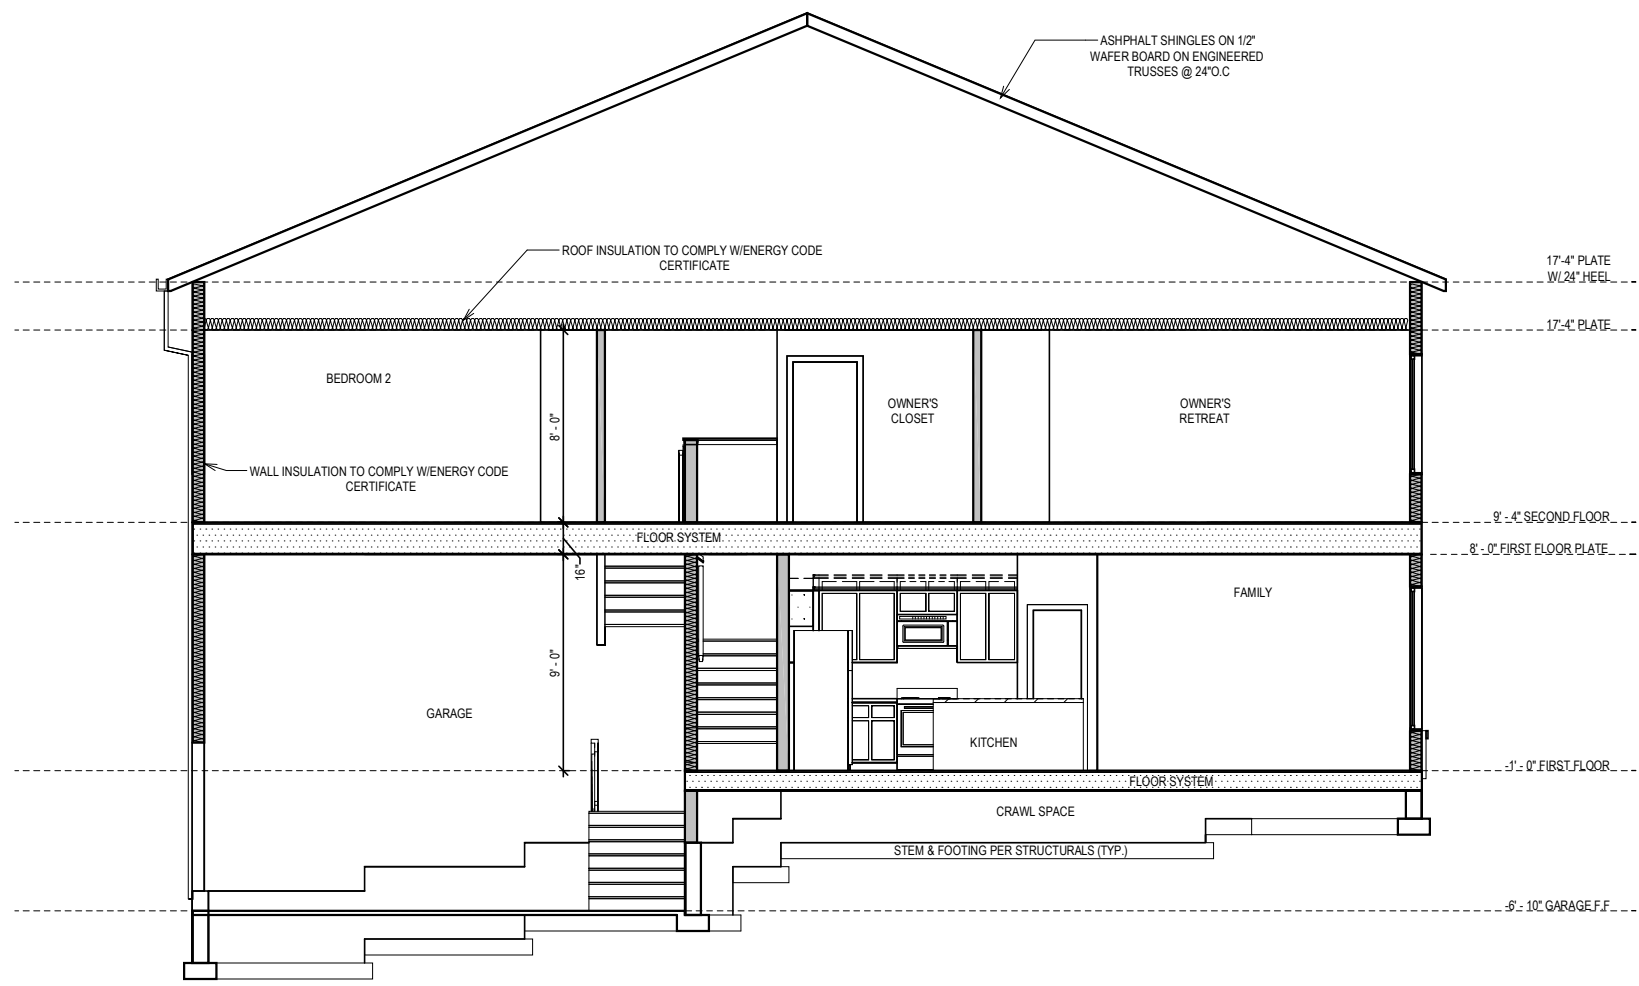 ASHPHALT SHINGLES ON 1/2"
WAFER BOARD ON ENGINEERED
TRUSSES @ 24"O.C
ROOF INSULATION TO COMPLY W/ENERGY CODE
CERTIFICATE
17'-4" PLATE
W/ 24" HEEL
17'-4" PLATE
BEDROOM 2
OWNER'S
CLOSET
OWNER'S
RETREAT
8' - 0"
WALL INSULATION TO COMPLY W/ENERGY CODE
CERTIFICATE
9' - 4" SECOND FLOOR
FLOOR SYSTEM
8' - 0" FIRST FLOOR PLATE
16"
FAMILY
9' - 0"
GARAGE
KITCHEN
-1' - 0" FIRST FLOOR
FLOOR SYSTEM
CRAWL SPACE
STEM & FOOTING PER STRUCTURALS (TYP.)
-6' - 10" GARAGE F.F